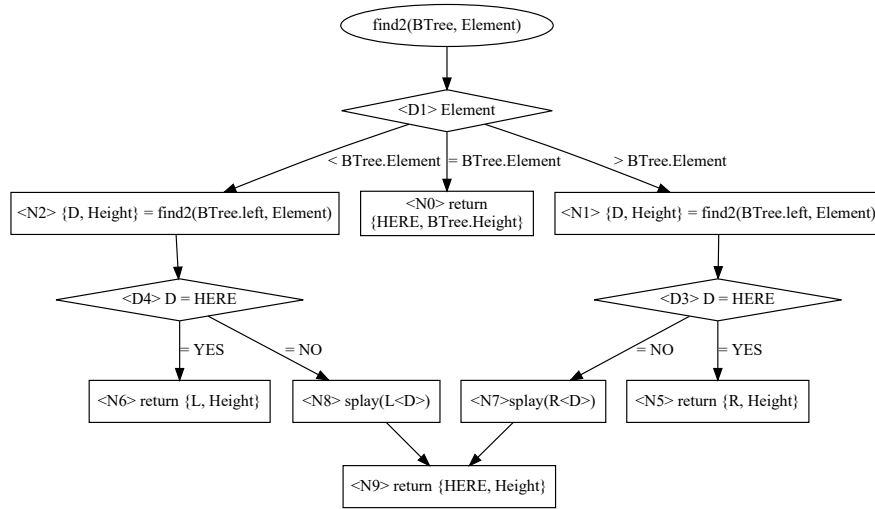 find2(BTree, Element)
<D1> Element
< BTree.Element
= BTree.Element
> BTree.Element
<N2> {D, Height} = find2(BTree.left, Element)
<N0> return
{HERE, BTree.Height}
<N1> {D, Height} = find2(BTree.left, Element)
<D4> D = HERE
<D3> D = HERE
= YES
= NO
= NO
= YES
<N6> return {L, Height}
<N8> splay(L<D>)
<N7>splay(R<D>)
<N5> return {R, Height}
<N9> return {HERE, Height}